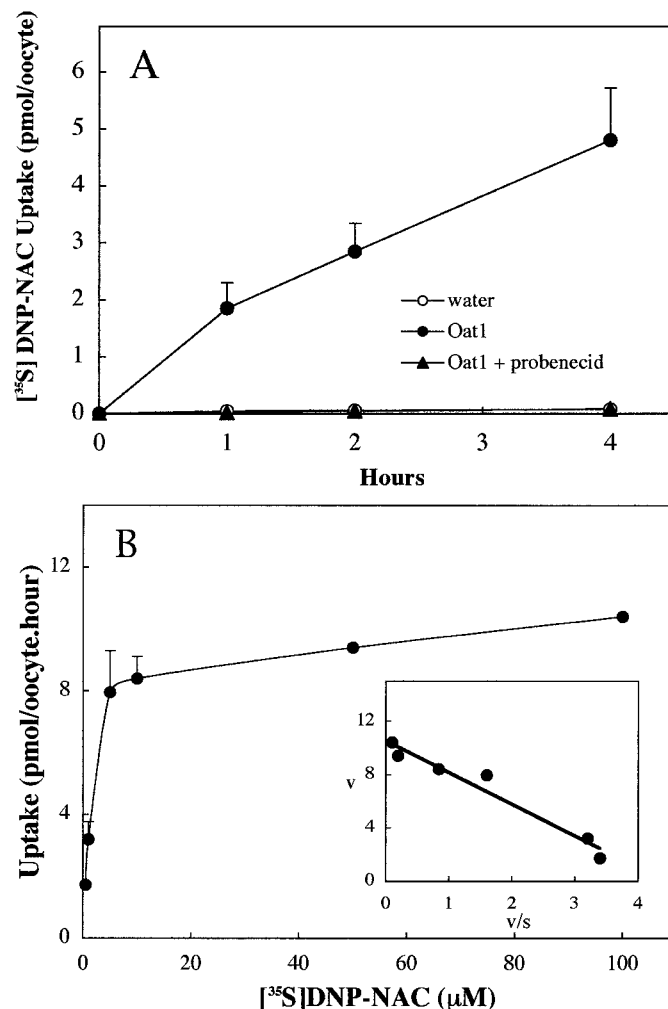 A
[³⁵S] DNP-NAC Uptake (pmol/oocyte)
6
5
4
3
2
1
0
water
Oat1
Oat1 + probenecid
0 1 2 3 4
Hours
B
Uptake (pmol/oocyte.hour)
12
8
4
0
v
12
8
4
0
0 1 2 3 4
v/s
0 20 40 60 80 100
[³⁵S]DNP-NAC (μM)